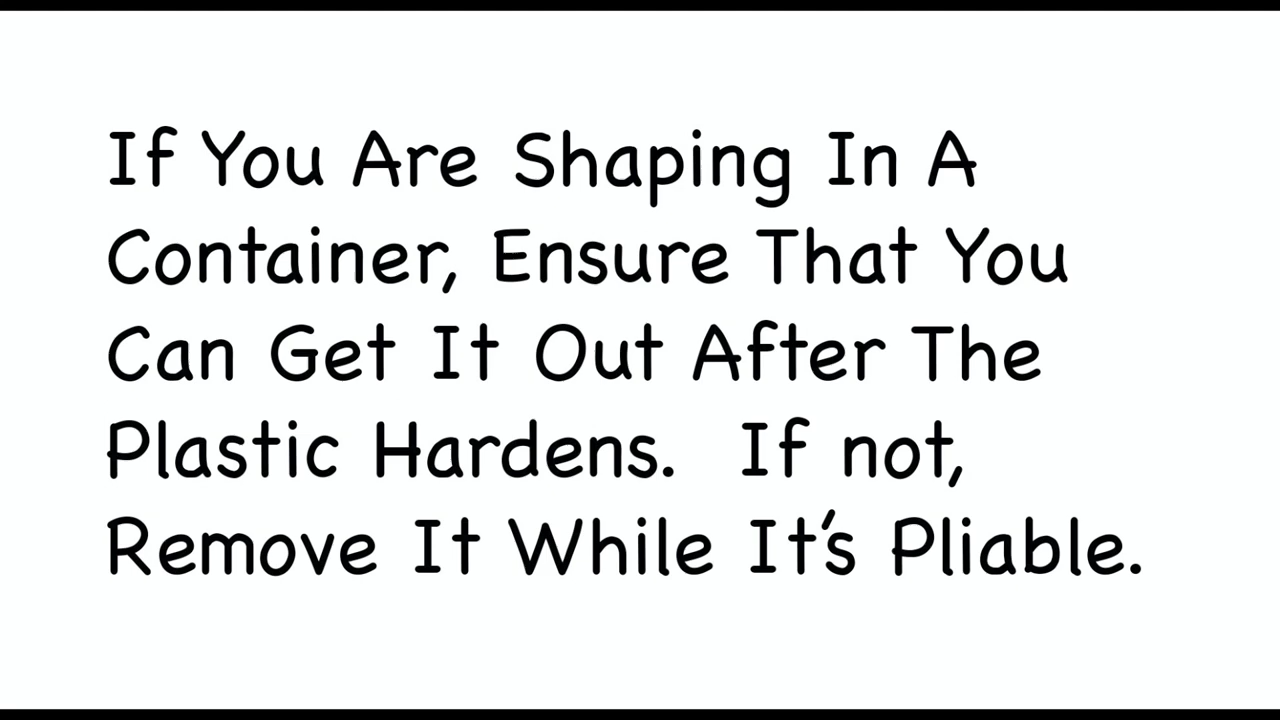 If You Are Shaping In A
Container, Ensure That You
Can Get It Out After The
Plastic Hardens.  If not,
Remove It While It's Pliable.